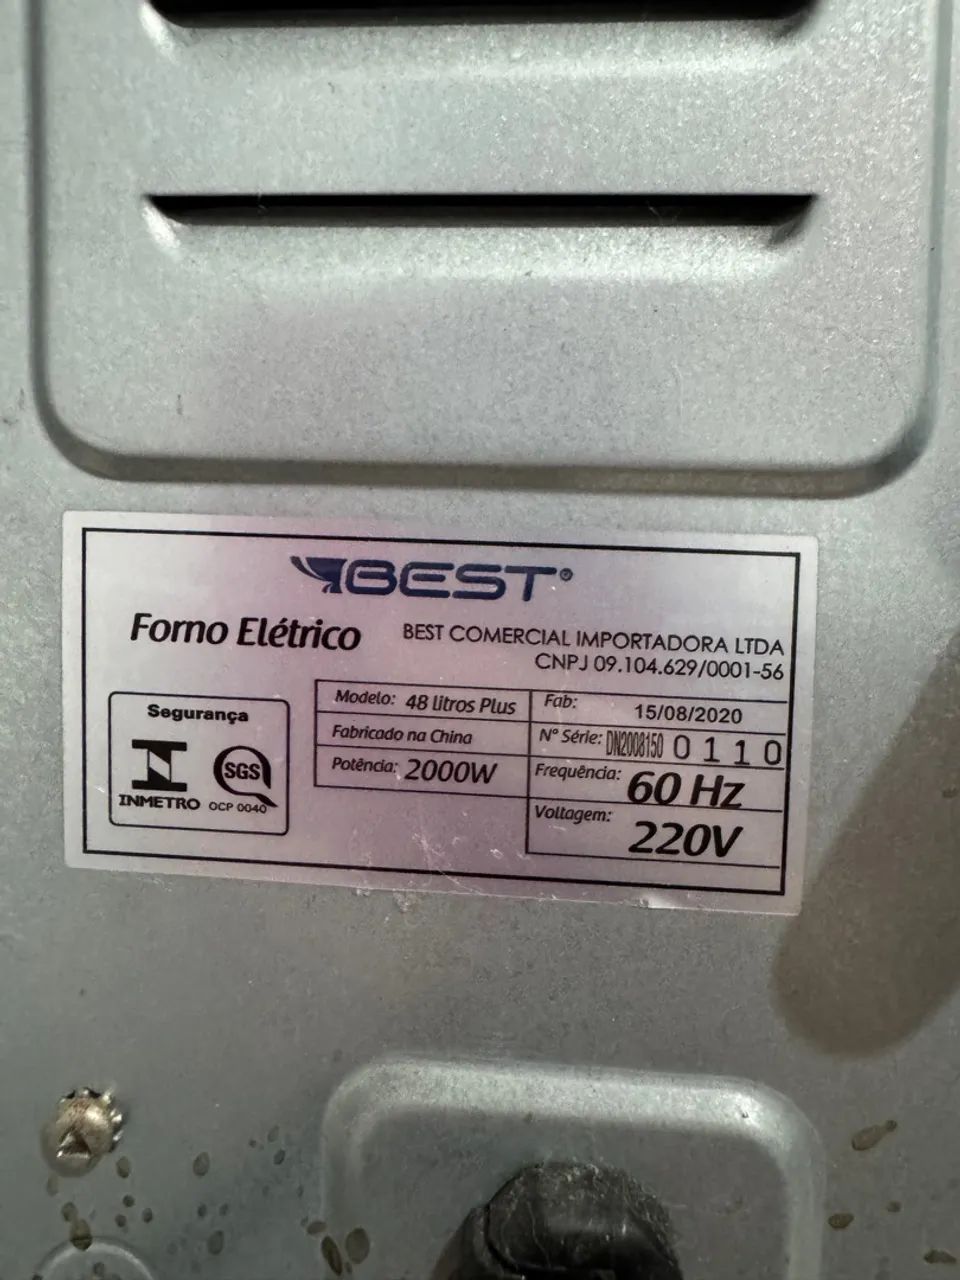 BEST®
Forno Elétrico
BEST COMERCIAL IMPORTADORA LTDA
CNPJ 09.104.629/0001-56
Segurança
INMETRO
SGS
OCP 0040
Modelo: 48 litros Plus
Fabricado na China
Potência: 2000W
Fab: 15/08/2020
Nº Série: DN2008150 0110
Frequência: 60 Hz
Voltagem: 220V